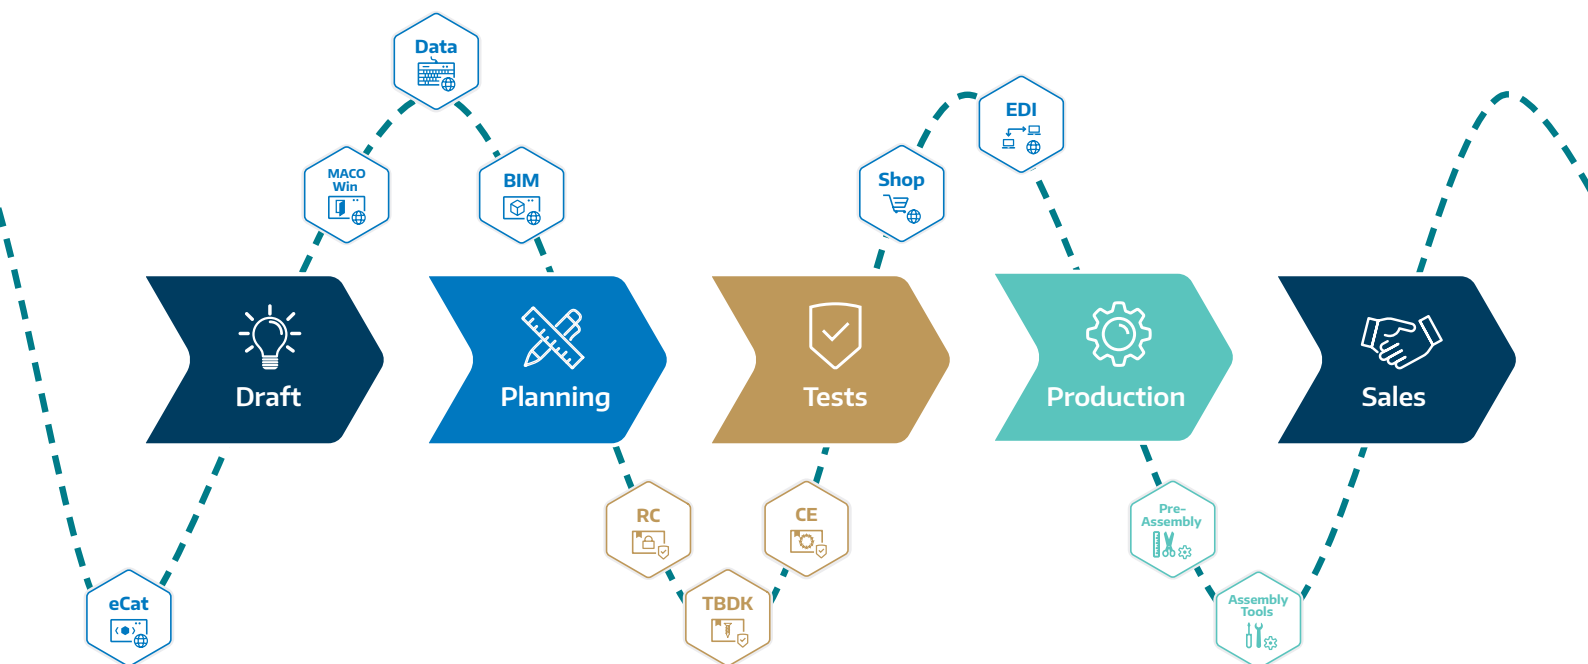 Data
MACO
Win
BIM
EDI
Shop
Draft
Planning
Tests
Production
Sales
RC
CE
Pre-
Assembly
eCat
TBDK
Assembly
Tools